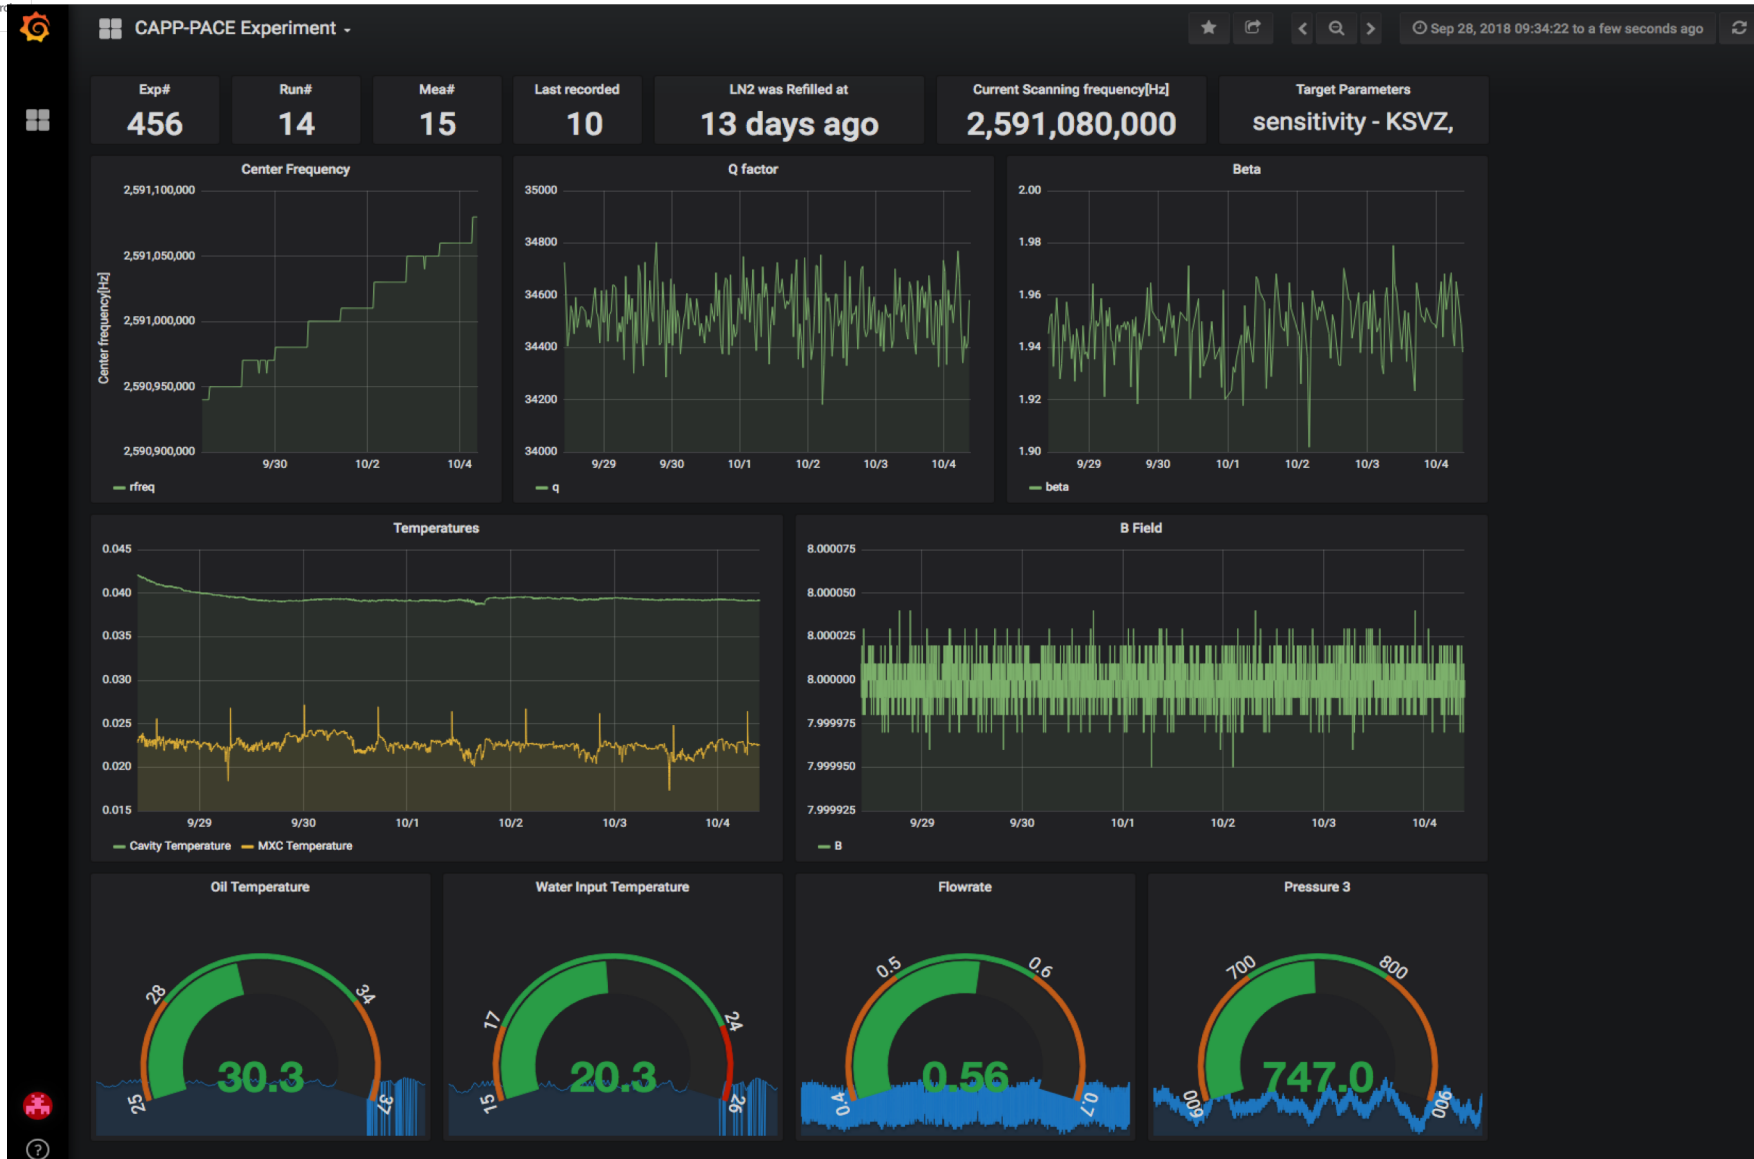 CAPP-PACE Experiment
Sep 28, 2018 09:34:22 to a few seconds ago
Exp# Run# Mea# Last recorded LN2 was Refilled at Current Scanning frequency[Hz] Target Parameters
456 14 15 10 13 days ago 2,591,080,000 sensitivity - KSVZ,
Center Frequency
Center frequency[Hz]
2,591,100,000
2,591,050,000
2,591,000,000
2,590,950,000
2,590,900,000
9/30 10/2 10/4
rfreq
Q factor
35000
34800
34600
34400
34200
34000
9/29 9/30 10/1 10/2 10/3 10/4
q
Beta
2.00
1.98
1.96
1.94
1.92
1.90
9/29 9/30 10/1 10/2 10/3 10/4
beta
Temperatures
0.045
0.040
0.035
0.030
0.025
0.020
0.015
9/29 9/30 10/1 10/2 10/3 10/4
Cavity Temperature MXC Temperature
B Field
8.000075
8.000050
8.000025
8.000000
7.999975
7.999950
7.999925
9/29 9/30 10/1 10/2 10/3 10/4
B
Oil Temperature
25 28 34 37
30.3
Water Input Temperature
15 17 24 26
20.3
Flowrate
0.4 0.5 0.6 0.7
0.56
Pressure 3
600 700 800 900
747.0
?